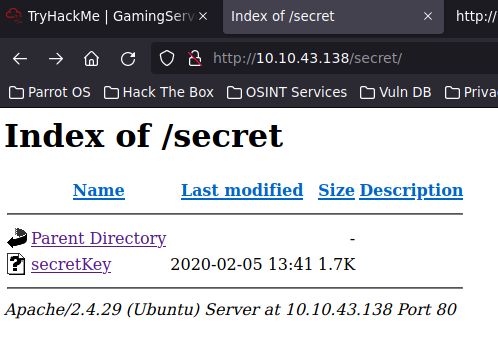 TryHackMe | GamingServ
Index of /secret
http://
http://10.10.43.138/secret/
Parrot OS Hack The Box OSINT Services Vuln DB Priva
Index of /secret
Name Last modified Size Description
Parent Directory -
secretKey 2020-02-05 13:41 1.7K
Apache/2.4.29 (Ubuntu) Server at 10.10.43.138 Port 80